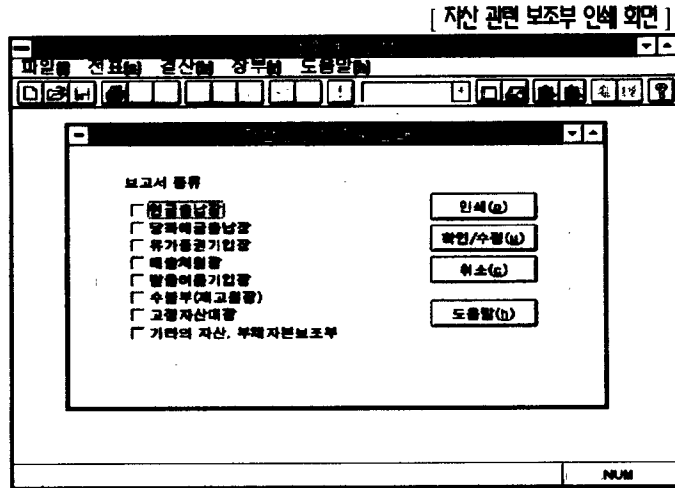 [ 자산 관련 보조부 인쇄 화면 ]
파일 전표 결산 장부 도움말
보고서 종류
현금출납장
당좌예금출납장
유가증권기입장
매출처원장
받을어음기입장
수불부(재고원장)
고정자산대장
기타의 자산, 부채자본보조부
인쇄(p)
확인/수정(u)
취소(c)
도움말(h)
NUM